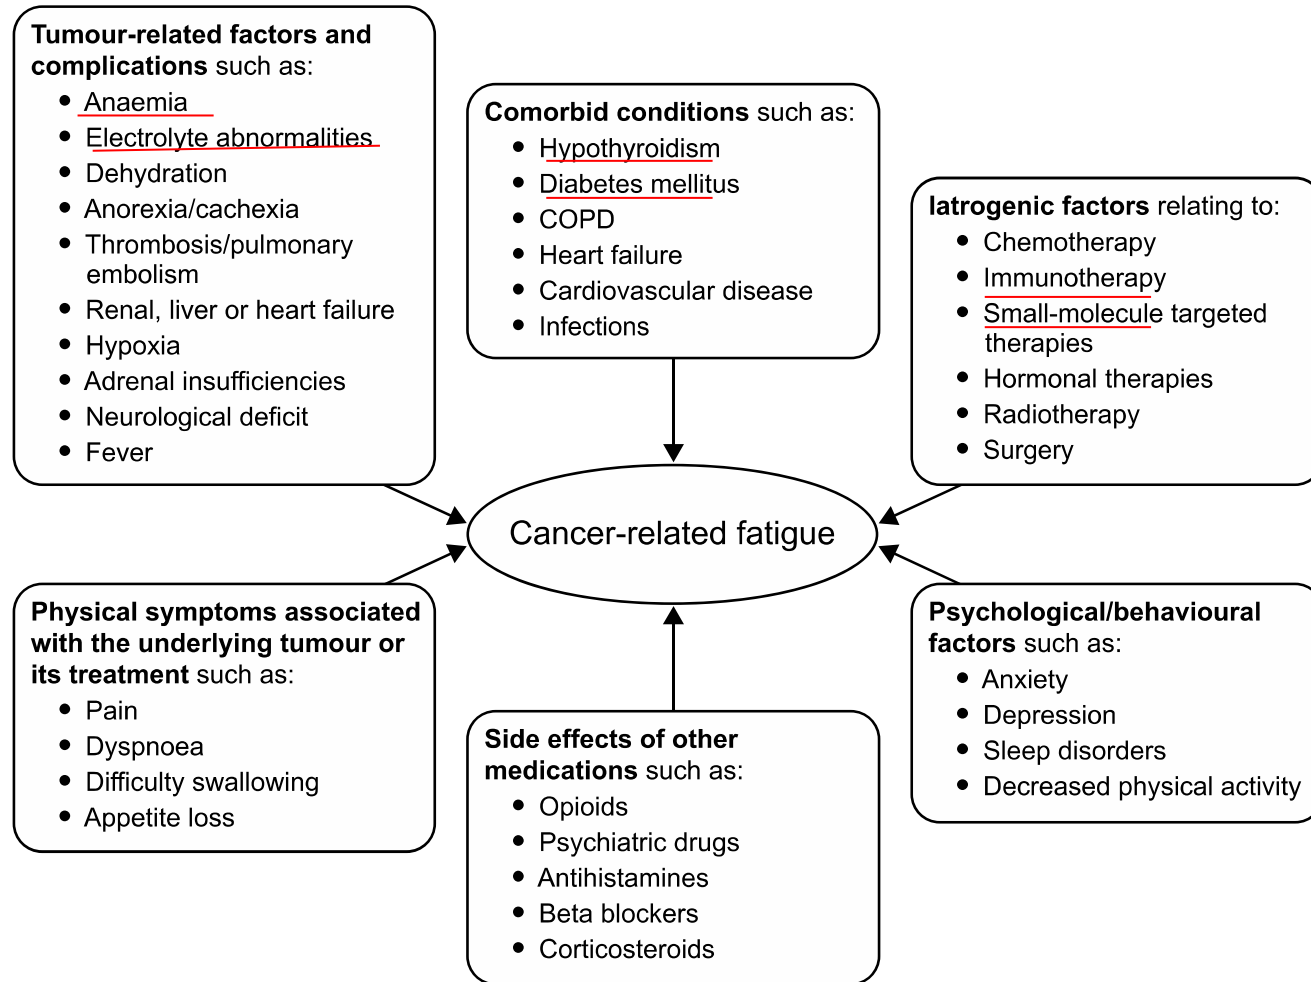 Tumour-related factors and
complications such as:
• Anaemia
• Electrolyte abnormalities
• Dehydration
• Anorexia/cachexia
• Thrombosis/pulmonary
embolism
• Renal, liver or heart failure
• Hypoxia
• Adrenal insufficiencies
• Neurological deficit
• Fever
Comorbid conditions such as:
• Hypothyroidism
• Diabetes mellitus
• COPD
• Heart failure
• Cardiovascular disease
• Infections
Iatrogenic factors relating to:
• Chemotherapy
• Immunotherapy
• Small-molecule targeted
therapies
• Hormonal therapies
• Radiotherapy
• Surgery
Cancer-related fatigue
Physical symptoms associated
with the underlying tumour or
its treatment such as:
• Pain
• Dyspnoea
• Difficulty swallowing
• Appetite loss
Side effects of other
medications such as:
• Opioids
• Psychiatric drugs
• Antihistamines
• Beta blockers
• Corticosteroids
Psychological/behavioural
factors such as:
• Anxiety
• Depression
• Sleep disorders
• Decreased physical activity